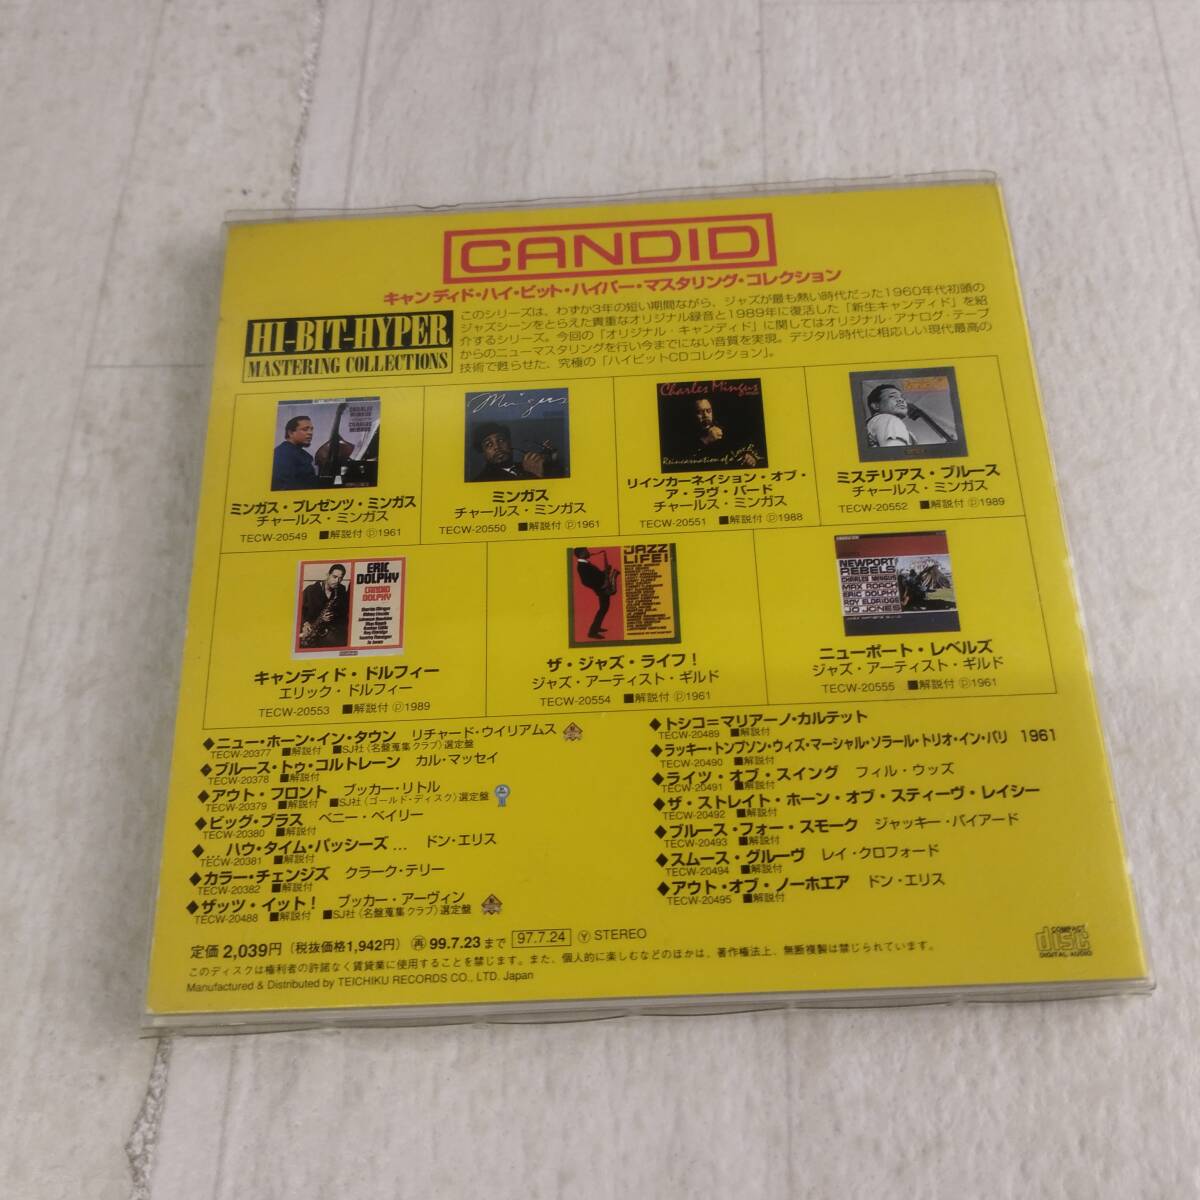 CANDID
キャンディド・ハイ・ビット・ハイパー・マスタリング・コレクション
HI-BIT-HYPER
MASTERING COLLECTIONS
このシリーズは、わずか3年の短い期間ながら、ジャズが最も熱い時代だった1960年代初頭の
ジャズシーンをとらえた貴重なオリジナル録音と1989年に復活した「新生キャンディド」を紹
介するシリーズ。今回の「オリジナル・キャンディド」に関してはオリジナル・アナログ・テープ
からのニューマスタリングを行い今までにない音質を実現。デジタル時代に相応しい現代最高の
技術で甦らせた、究極の「ハイビットCDコレクション」。
CHARLES
MINGUS
CHARLES
MINGUS
ミンガス・プレゼンツ・ミンガス
チャールス・ミンガス
TECW-20549 ■解説付 Ⓟ1961
Mingus
ミンガス
チャールス・ミンガス
TECW-20550 ■解説付 Ⓟ1961
Charles Mingus
Reincarnation of a Love Bird
リインカーネイション・オブ・
ア・ラヴ・バード
チャールス・ミンガス
TECW-20551 ■解説付 Ⓟ1988
ミステリアス・ブルース
チャールス・ミンガス
TECW-20552 ■解説付 Ⓟ1989
ERIC
DOLPHY
CANDID
DOLPHY
キャンディド・ドルフィー
エリック・ドルフィー
TECW-20553 ■解説付 Ⓟ1989
JAZZ
LIFE!
ザ・ジャズ・ライフ!
ジャズ・アーティスト・ギルド
TECW-20554 ■解説付 Ⓟ1961
NEWPORT
REBELS
CHARLES MINGUS
MAX ROACH
ERIC DOLPHY
ROY ELDRIDGE
JO JONES
ニューポート・レベルズ
ジャズ・アーティスト・ギルド
TECW-20555 ■解説付 Ⓟ1961
◆ニュー・ホーン・イン・タウン リチャード・ウイリアムス
TECW-20377 ■解説付 ■SJ社〈名盤蒐集クラブ〉選定盤
◆ブルース・トゥ・コルトレーン カル・マッセイ
TECW-20378 ■解説付
◆アウト・フロント ブッカー・リトル
TECW-20379 ■解説付 ■SJ社〈ゴールド・ディスク〉選定盤
◆ビッグ・ブラス ベニー・ベイリー
TECW-20380 ■解説付
◆…ハウ・タイム・パッシーズ… ドン・エリス
TECW-20381 ■解説付
◆カラー・チェンジズ クラーク・テリー
TECW-20382 ■解説付
◆ザッツ・イット! ブッカー・アーヴィン
TECW-20488 ■解説付 ■SJ社〈名盤蒐集クラブ〉選定盤
◆トシコ=マリアーノ・カルテット
TECW-20489 ■解説付
◆ラッキー・トンプソン・ウィズ・マーシャル・ソラール・トリオ・イン・パリ 1961
TECW-20490 ■解説付
◆ライツ・オブ・スイング フィル・ウッズ
TECW-20491 ■解説付
◆ザ・ストレイト・ホーン・オブ・スティーヴ・レイシー
TECW-20492 ■解説付
◆ブルース・フォー・スモーク ジャッキー・バイアード
TECW-20493 ■解説付
◆スムース・グルーヴ レイ・クロフォード
TECW-20494 ■解説付
◆アウト・オブ・ノーホエア ドン・エリス
TECW-20495 ■解説付
定価2,039円(税抜価格1,942円) 再 99.7.23まで 97.7.24 Ⓨ STEREO
このディスクは権利者の許諾なく賃貸業に使用することを禁じます。また、個人的に楽しむなどのほかは、著作権法上、無断複製は禁じられています。
Manufactured & Distributed by TEICHIKU RECORDS CO., LTD. Japan
COMPACT
disc
DIGITAL AUDIO